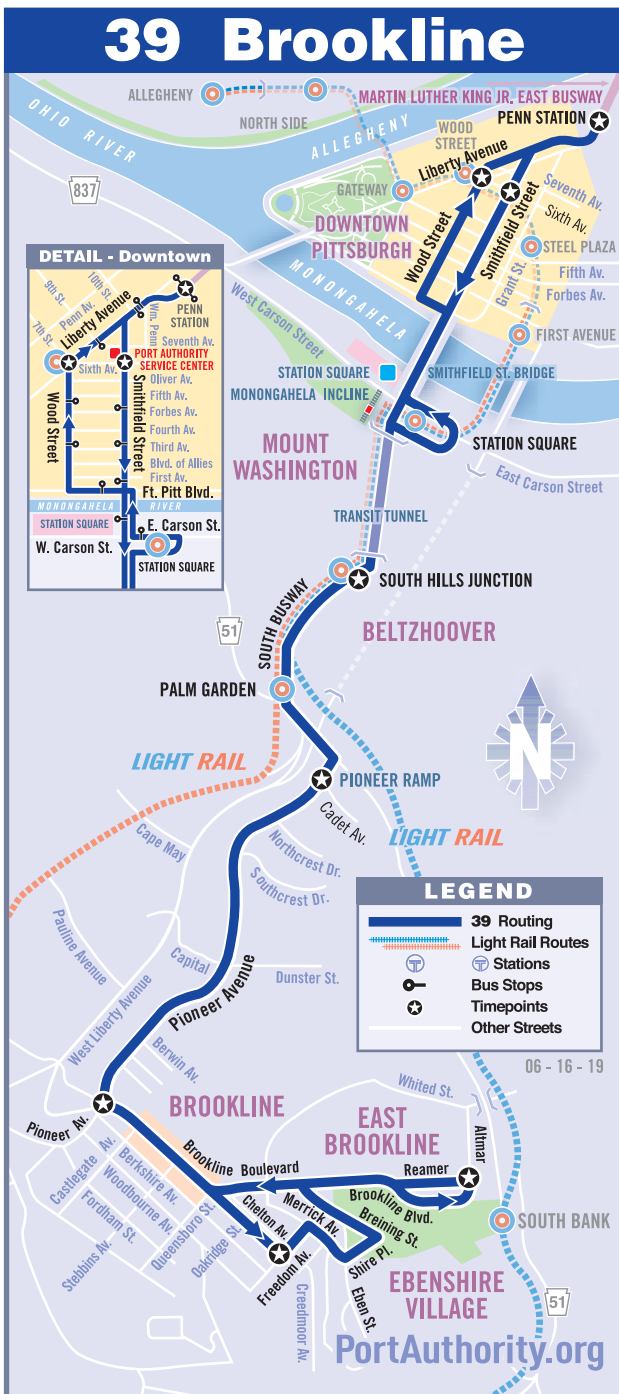 39 Brookline
ALLEGHENY
MARTIN LUTHER KING JR. EAST BUSWAY
OHIO RIVER
NORTH SIDE
ALLEGHENY
PENN STATION
WOOD
STREET
Liberty Avenue
837
GATEWAY
Seventh Av.
Sixth Av.
DOWNTOWN
PITTSBURGH
Wood Street
Smithfield Street
STEEL PLAZA
Grant St.
Fifth Av.
Forbes Av.
MONONGAHELA
FIRST AVENUE
West Carson Street
DETAIL - Downtown
10th St.
9th St.
Penn Av.
7th St.
Liberty Avenue
Wm. Penn
PENN
STATION
Seventh Av.
PORT AUTHORITY
SERVICE CENTER
Sixth Av.
Oliver Av.
Fifth Av.
Forbes Av.
Fourth Av.
Third Av.
Blvd. of Allies
First Av.
Wood Street
Smithfield Street
Ft. Pitt Blvd.
MONONGAHELA RIVER
STATION SQUARE
E. Carson St.
W. Carson St.
STATION SQUARE
STATION SQUARE
SMITHFIELD ST. BRIDGE
MONONGAHELA INCLINE
STATION SQUARE
MOUNT
WASHINGTON
East Carson Street
TRANSIT TUNNEL
SOUTH HILLS JUNCTION
SOUTH BUSWAY
51
BELTZHOOVER
PALM GARDEN
N
LIGHT RAIL
PIONEER RAMP
Cadet Av.
LIGHT RAIL
Cape May
Northcrest Dr.
Southcrest Dr.
LEGEND
39 Routing
Light Rail Routes
T
T Stations
Bus Stops
Timepoints
Other Streets
06 - 16 - 19
Pauline Avenue
Capital
Dunster St.
Pioneer Avenue
West Liberty Avenue
Berwin Av.
Whited St.
Pioneer Av.
BROOKLINE
EAST
BROOKLINE
Altmar
Castlegate Av.
Berkshire Av.
Brookline Boulevard
Reamer
Woodbourne Av.
Fordham St.
Stebbins Av.
Queensboro St.
Oakridge St.
Chelton Av.
Merrick Av.
Brookline Blvd.
Breining St.
SOUTH BANK
Freedom Av.
Shire Pl.
Eben St.
Creedmoor Av.
EBENSHIRE
VILLAGE
51
PortAuthority.org